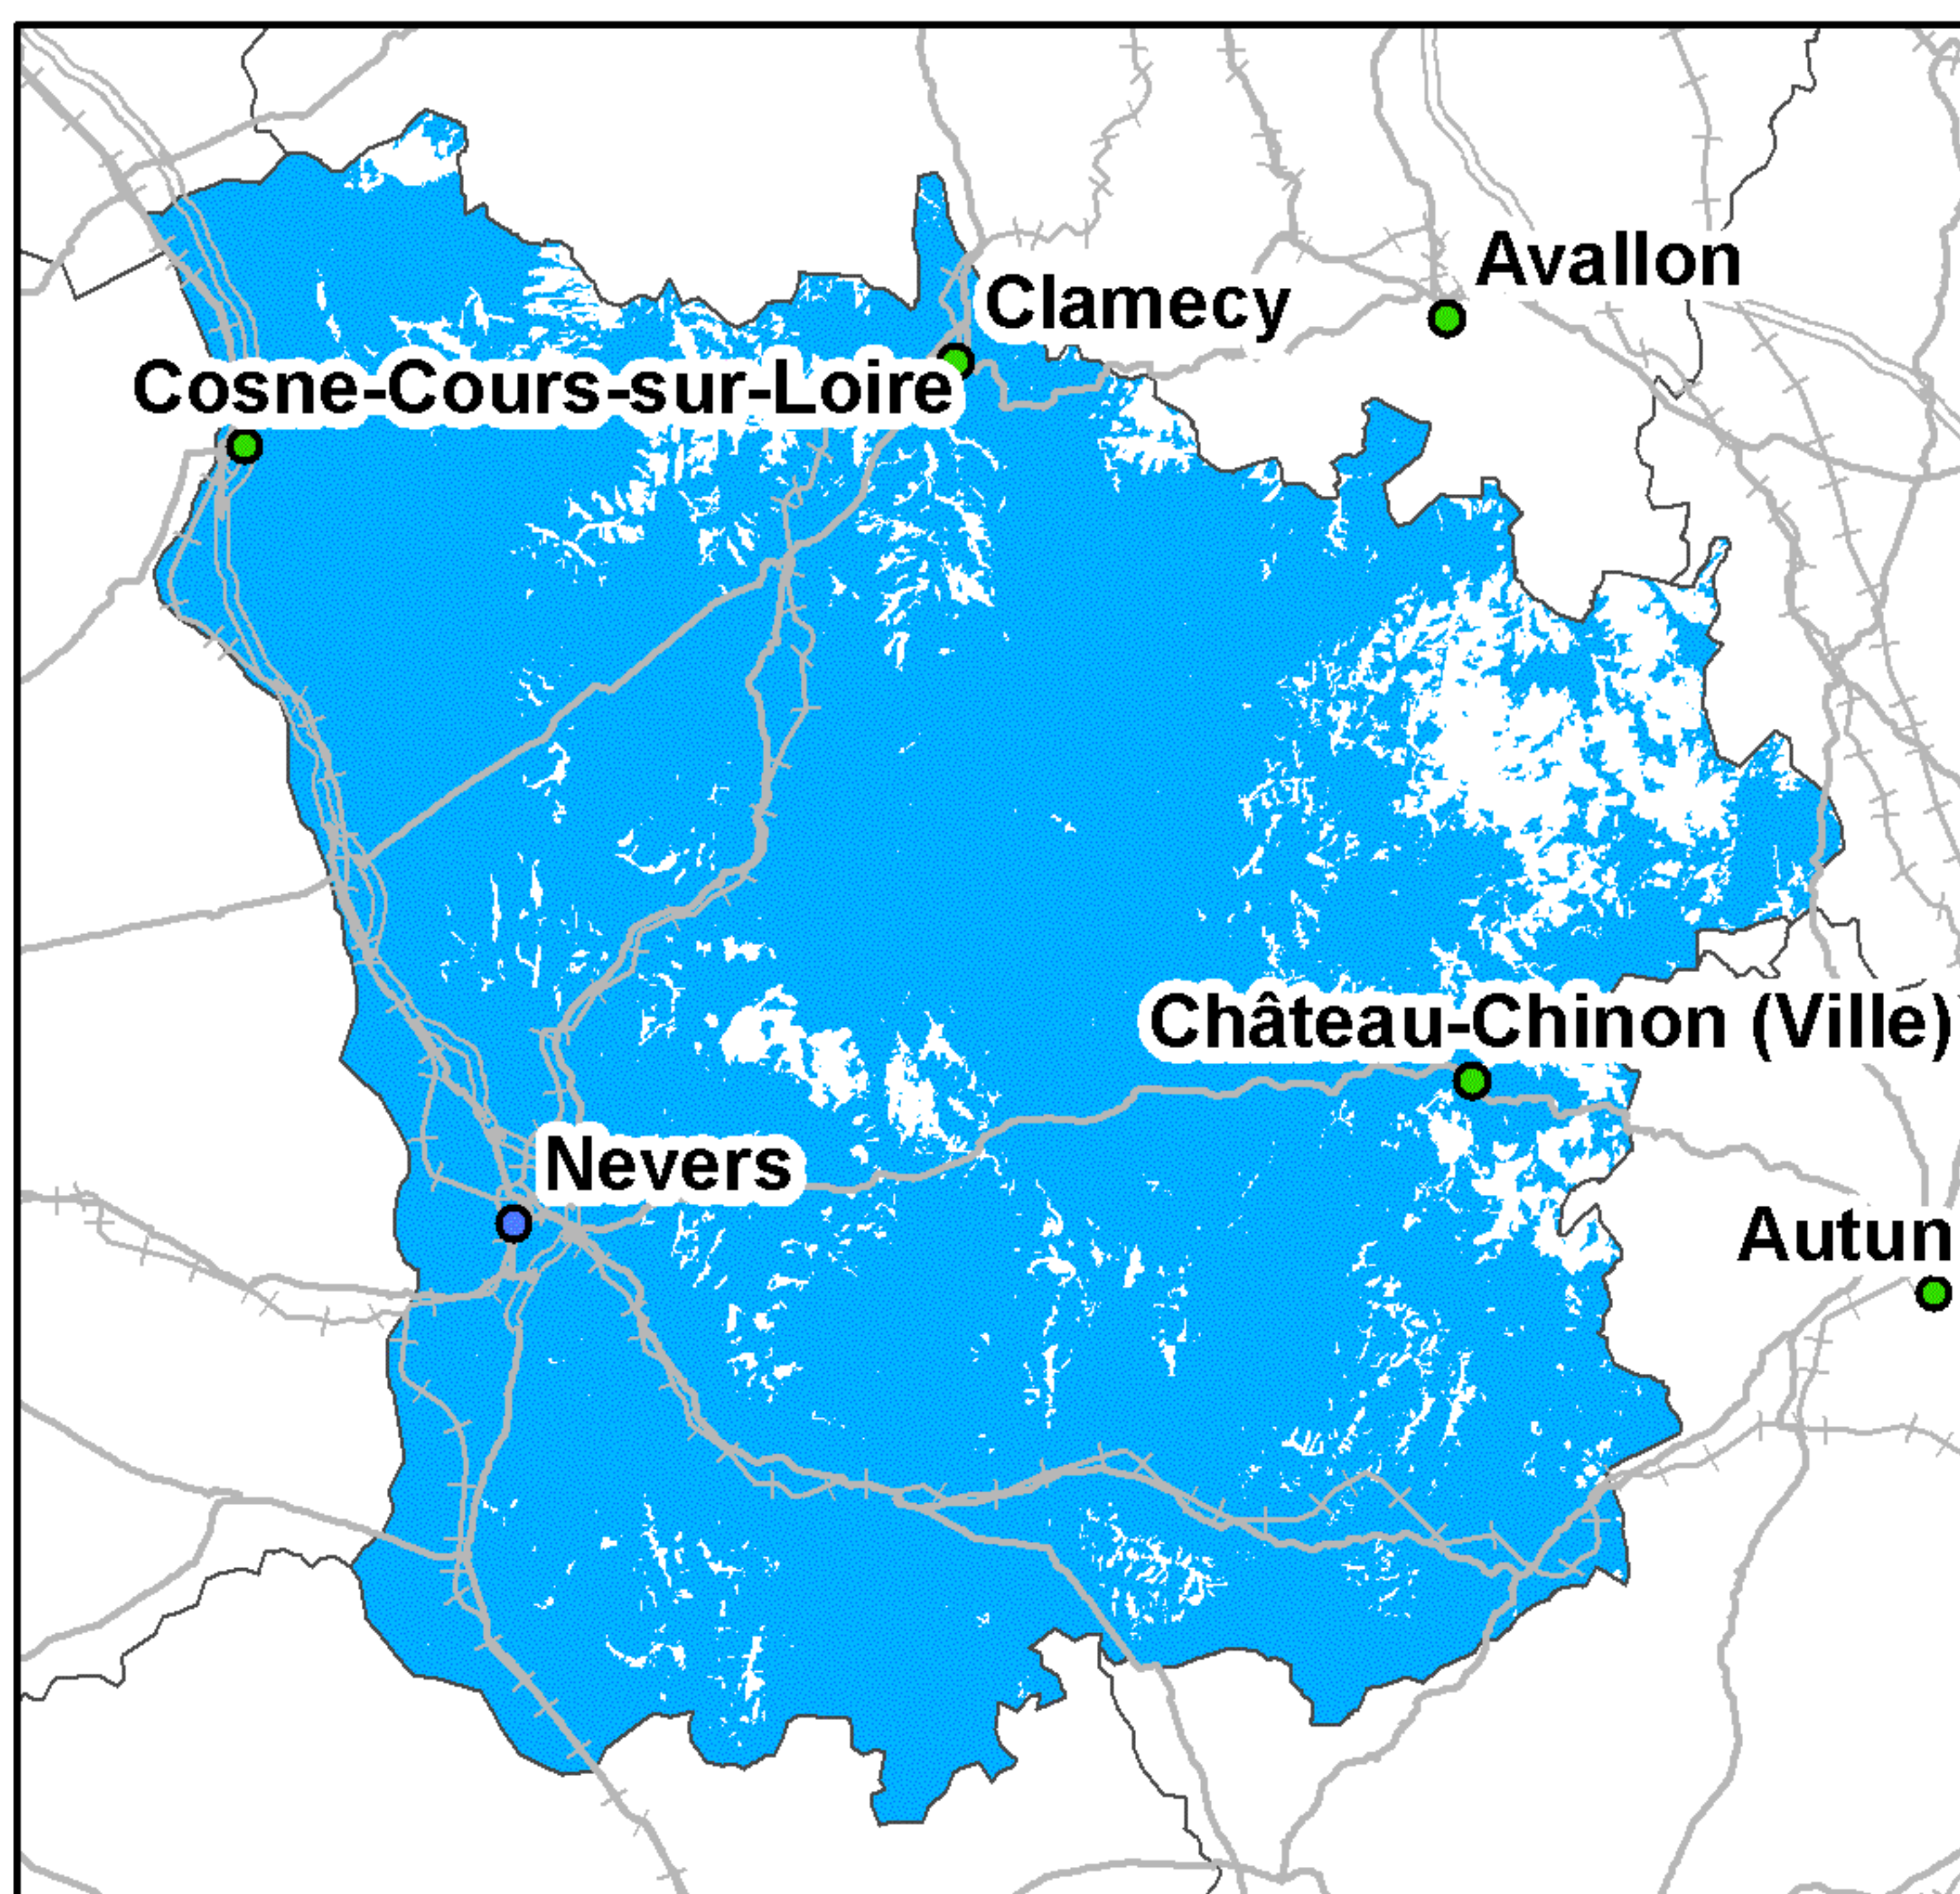 Avallon
Clamecy
Cosne-Cours-sur-Loire
Château-Chinon (Ville)
Nevers
Autun